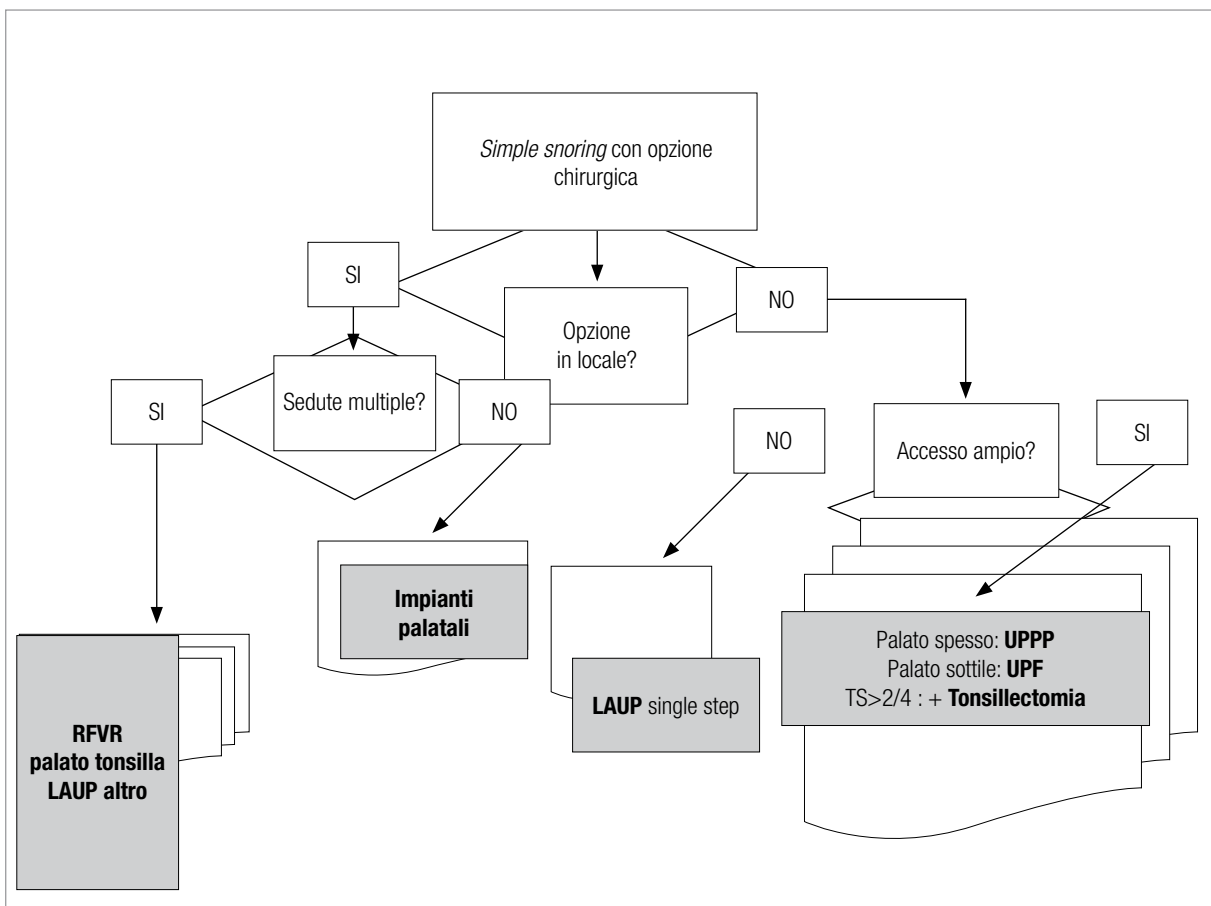 Simple snoring con opzione
chirurgica
SI
NO
Opzione
in locale?
SI
Sedute multiple?
NO
NO
Accesso ampio?
SI
Impianti
palatali
LAUP single step
Palato spesso: UPPP
Palato sottile: UPF
TS>2/4 : + Tonsillectomia
RFVR
palato tonsilla
LAUP altro